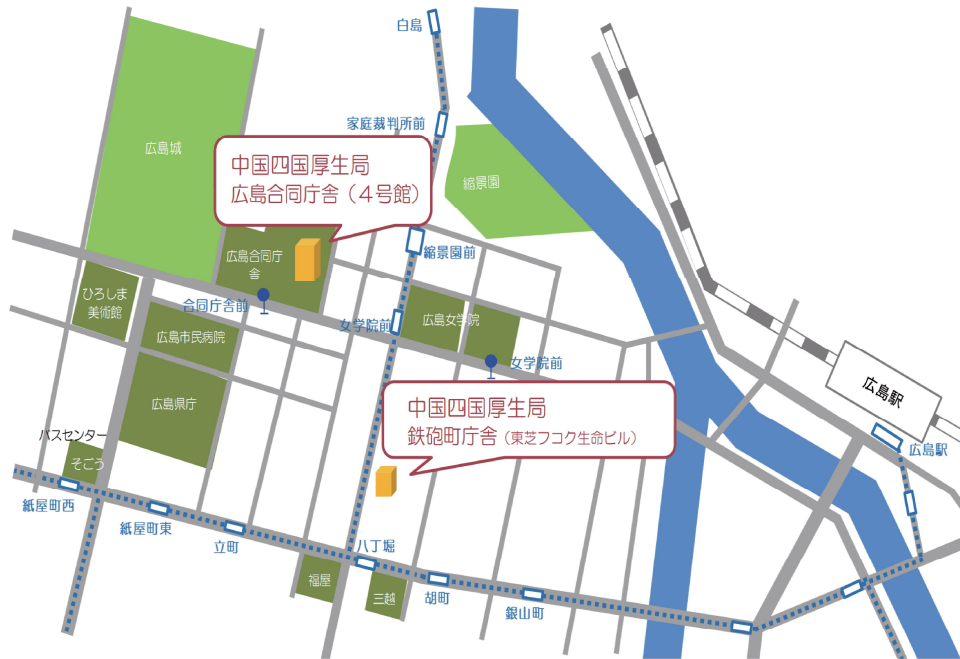 白島
家庭裁判所前
広島城
中国四国厚生局
広島合同庁舎（４号館）
縮景園
縮景園前
広島合同庁
舎
ひろしま
美術館
合同庁舎前
女学院前
広島女学院
広島市民病院
女学院前
広島駅
広島県庁
中国四国厚生局
鉄砲町庁舎（東芝フコク生命ビル）
広島駅
バスセンター
そごう
紙屋町西
紙屋町東
立町
八丁堀
福屋
三越
胡町
銀山町